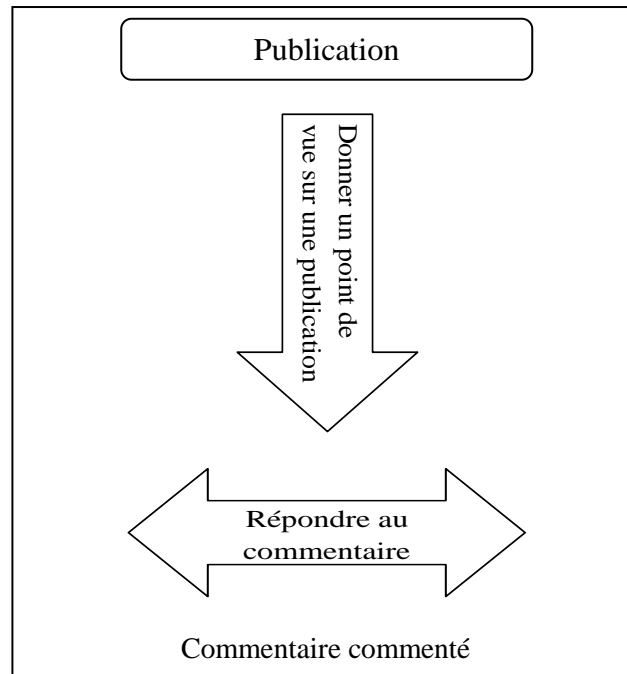 Publication
Donner un point de
vue sur une publication
Répondre au
commentaire
Commentaire commenté